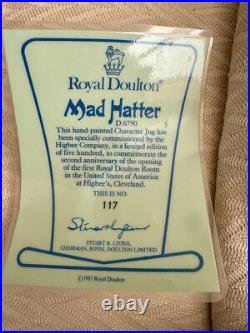 Royal Doulton®
Mad Hatter
D.6790
This hand-painted Character Jug has
been specially commissioned by the
Higbee Company, in a limited edition
of five hundred, to commemorate the
second anniversary of the opening
of the first Royal Doulton Room
in the United States of America
at Higbee's, Cleveland.
THIS IS NO.
117
STUART R. LYONS,
CHAIRMAN, ROYAL DOULTON LIMITED
©1987 Royal Doulton